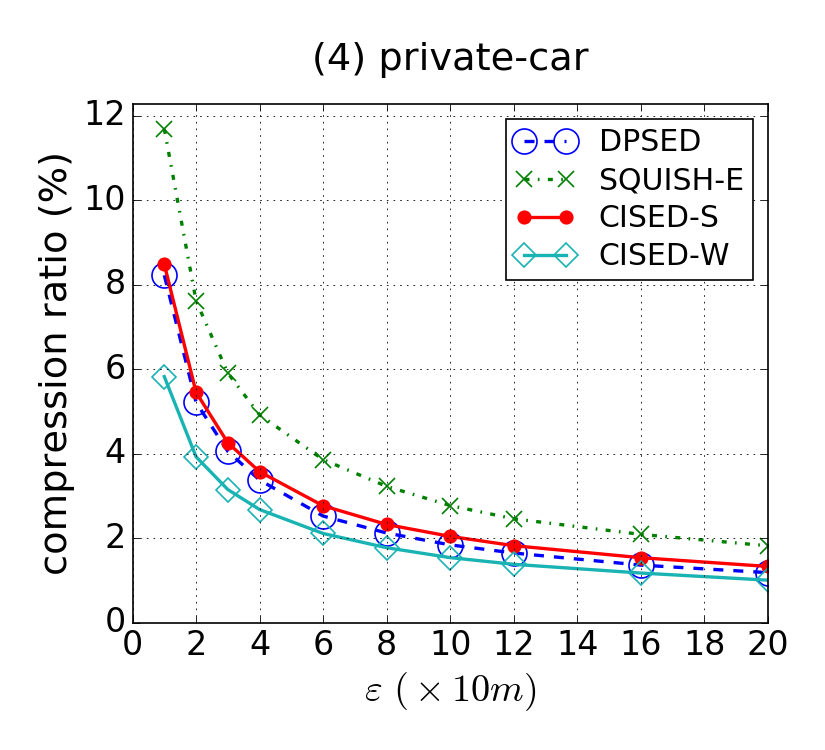 (4) private-car
compression ratio (%)
12
10
8
6
4
2
0
DPSED
SQUISH-E
CISED-S
CISED-W
0 2 4 6 8 10 12 14 16 18 20
ε (×10m)